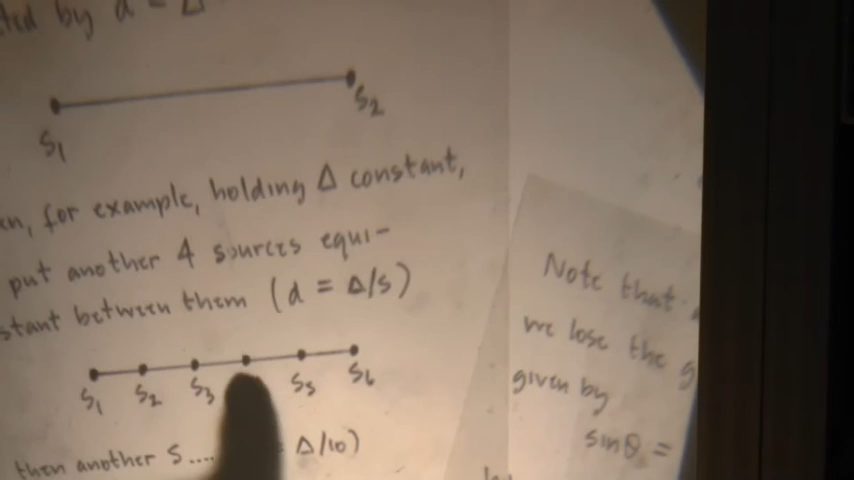 by d = Δ
S1 S2
for example, holding Δ constant,
put another 4 sources equi-
between them (d = Δ/5)
S1 S2 S3 S5 S6
then another 5.... Δ/10)
Note that
we lose the
given by
sinθ =